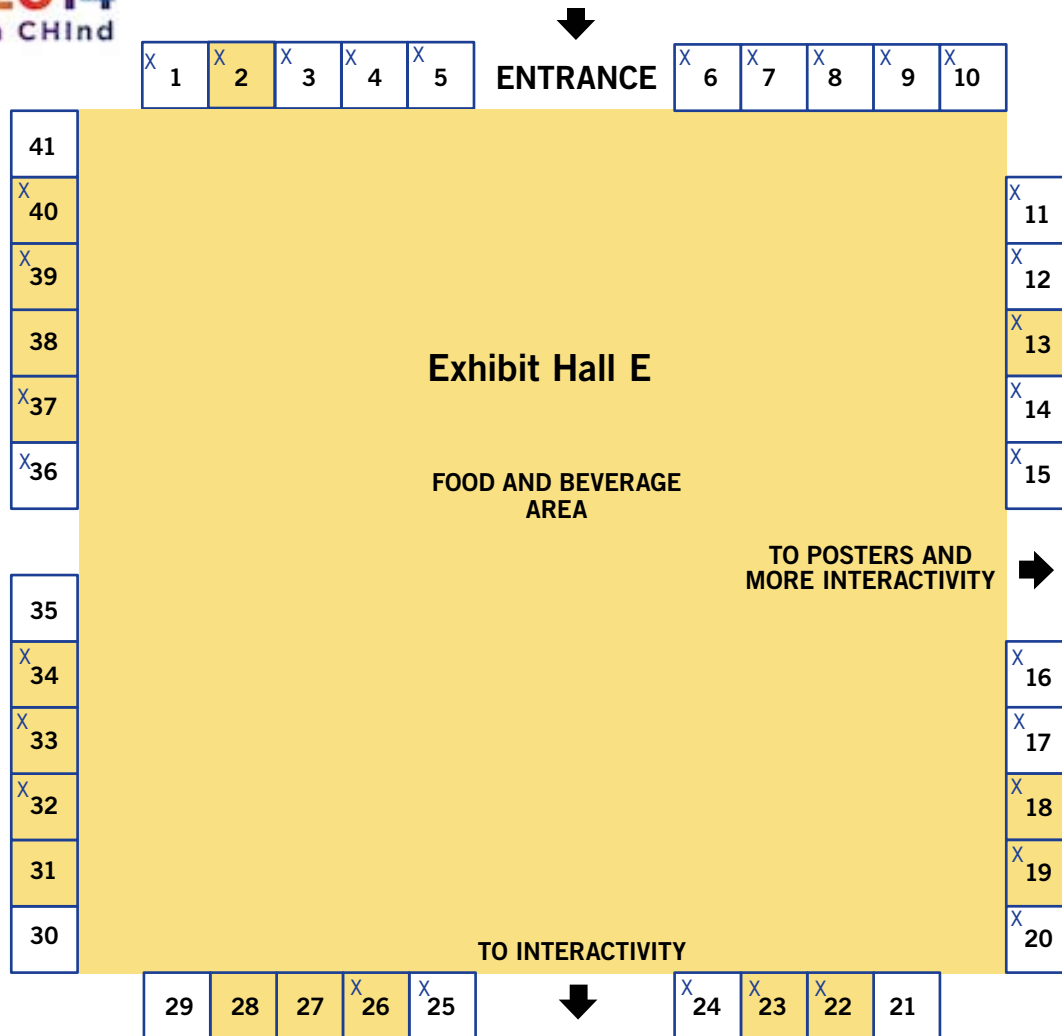 2014
CHInd
X 1 X 2 X 3 X 4 X 5 ENTRANCE X 6 X 7 X 8 X 9 X 10
41
X 40
X 39
38
X 37
X 36
35
X 34
X 33
X 32
31
30
Exhibit Hall E
FOOD AND BEVERAGE
AREA
TO POSTERS AND
MORE INTERACTIVITY
X 11
X 12
X 13
X 14
X 15
X 16
X 17
X 18
X 19
X 20
TO INTERACTIVITY
29 28 27 X 26 X 25 X 24 X 23 X 22 21